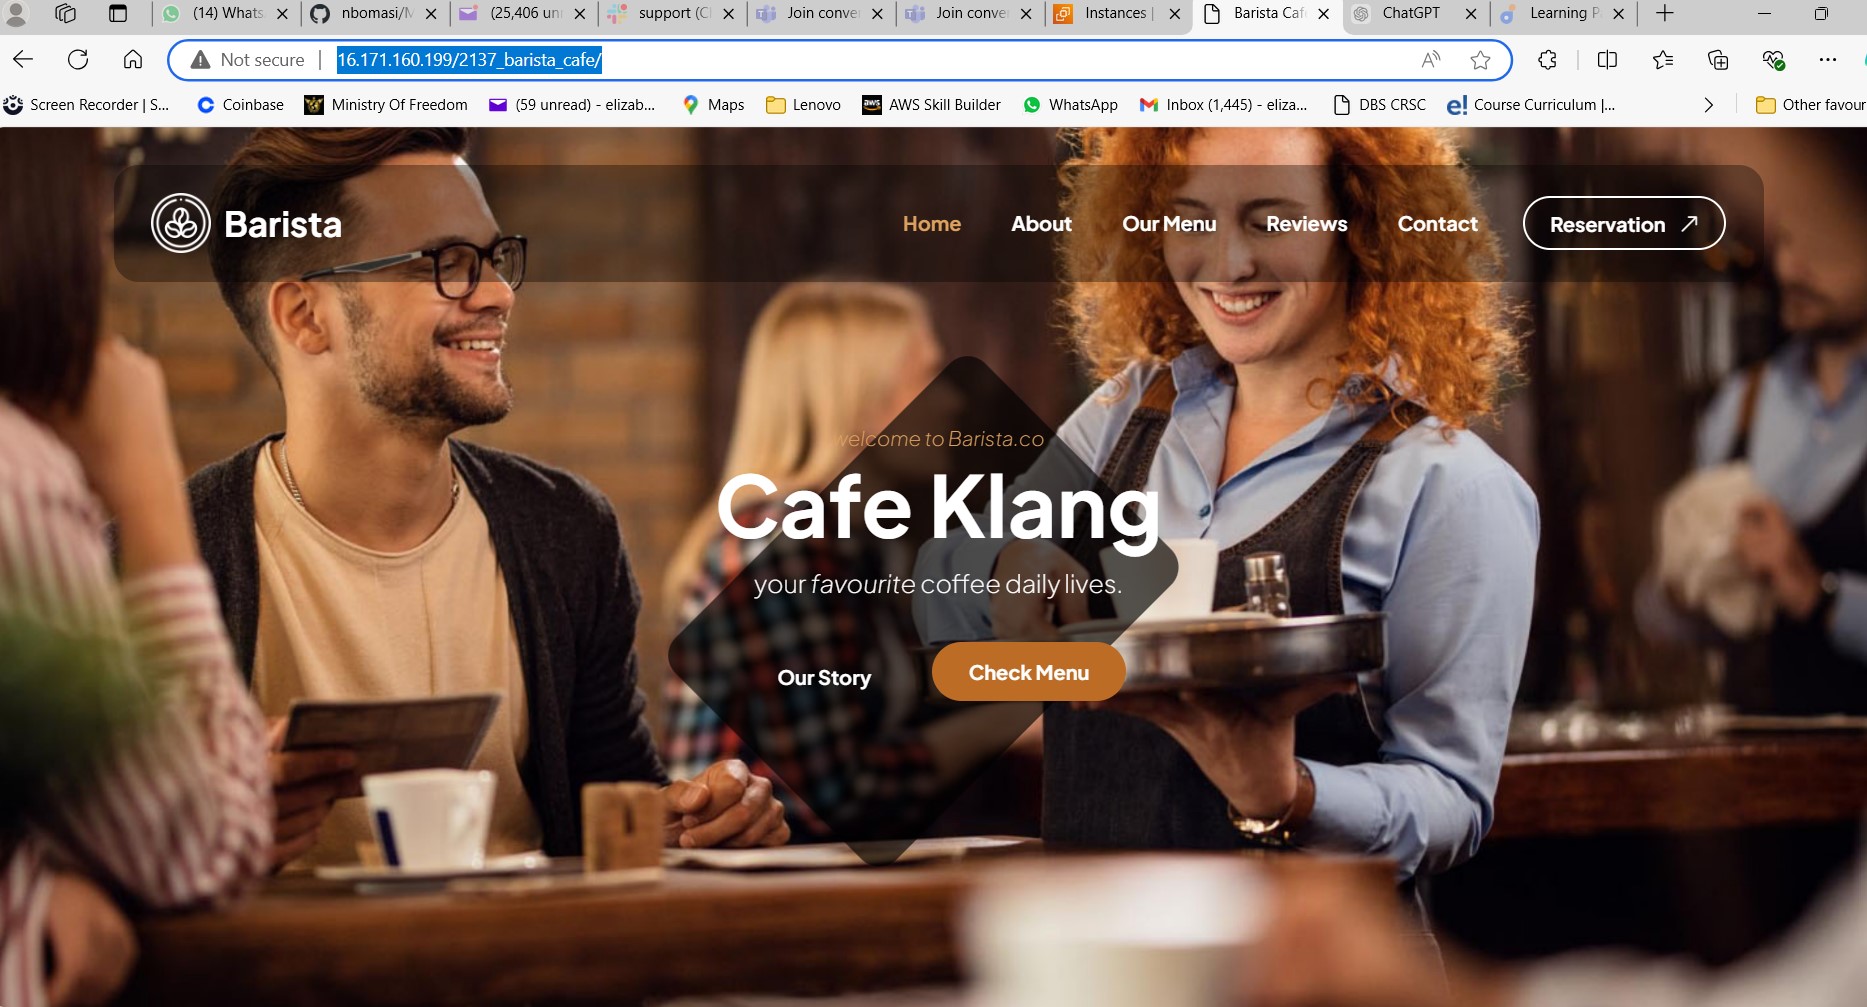 (14) Whats
nbomasi/M
(25,406 un
support (C
Join conve
Join conve
Instances |
Barista Caf
ChatGPT
Learning P
Not secure | 16.171.160.199/2137_barista_cafe/
Screen Recorder | S...
Coinbase
Ministry Of Freedom
(59 unread) - elizab...
Maps
Lenovo
AWS Skill Builder
WhatsApp
Inbox (1,445) - eliza...
DBS CRSC
Course Curriculum |...
Other favour
Barista
Home
About
Our Menu
Reviews
Contact
Reservation
welcome to Barista.co
Cafe Klang
your favourite coffee daily lives.
Our Story
Check Menu